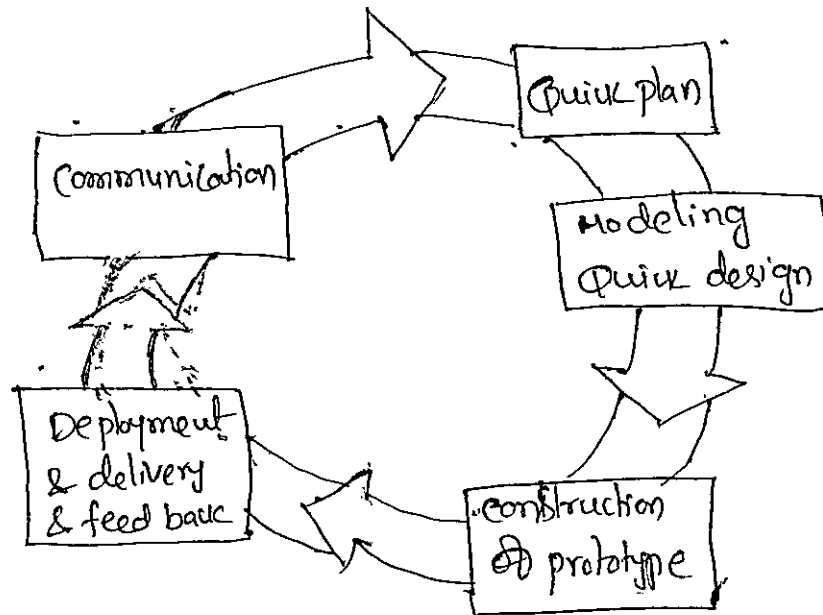 Quick plan
Communication
Modeling
Quick design
Deployment
& delivery
& feed back
construction
of prototype